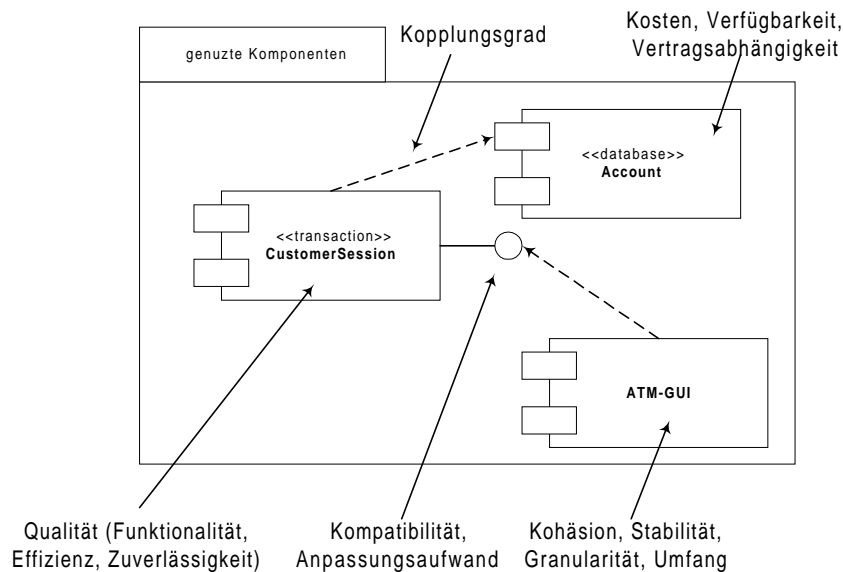 Kosten, Verfügbarkeit,
Vertragsabhängigkeit
Kopplungsgrad
genuzte Komponenten
<<database>>
Account
<<transaction>>
CustomerSession
ATM-GUI
Qualität (Funktionalität,
Effizienz, Zuverlässigkeit)
Kompatibilität,
Anpassungsaufwand
Kohäsion, Stabilität,
Granularität, Umfang